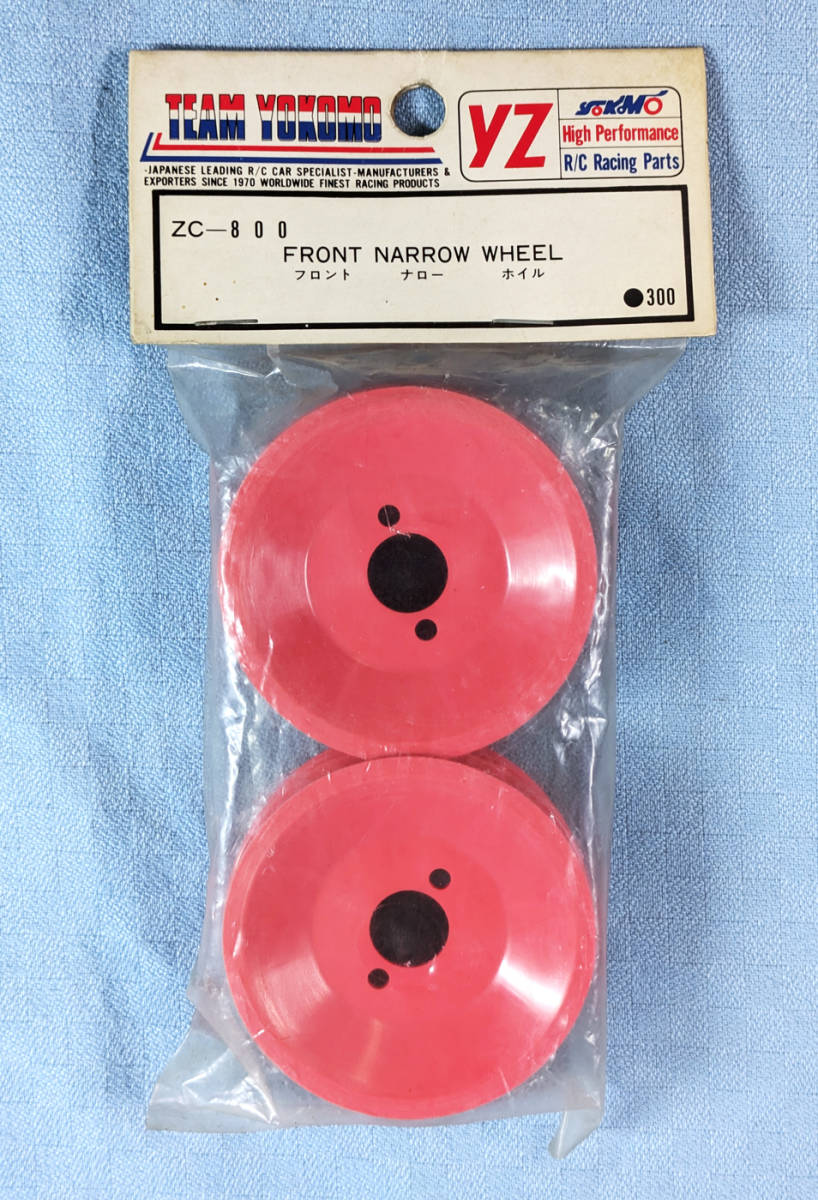 TEAM YOKOMO
·JAPANESE LEADING R/C CAR SPECIALIST·MANUFACTURERS &
EXPORTERS SINCE 1970 WORLDWIDE FINEST RACING PRODUCTS
YZ
YOKOMO
High Performance
R/C Racing Parts
ZC—800
FRONT NARROW WHEEL
フロント ナロー ホイル
●300